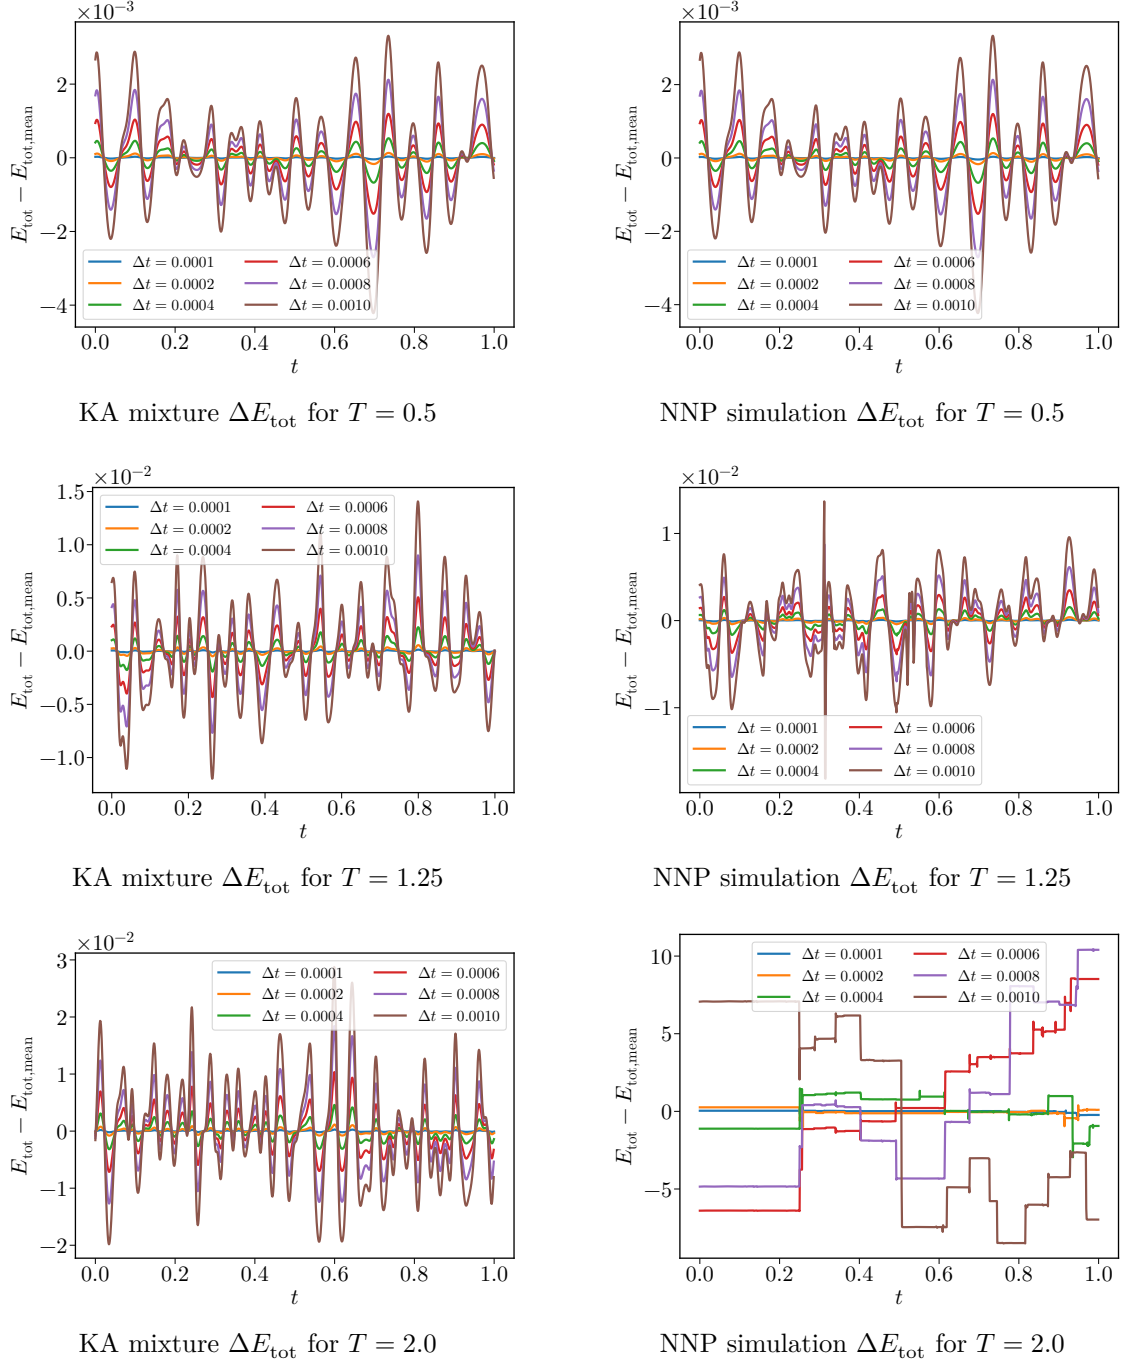 ×10⁻³
E_tot − E_tot,mean
2
0
−2
−4
Δt = 0.0001 Δt = 0.0006
Δt = 0.0002 Δt = 0.0008
Δt = 0.0004 Δt = 0.0010
0.0 0.2 0.4 0.6 0.8 1.0
t
KA mixture ΔE_tot for T = 0.5
×10⁻³
E_tot − E_tot,mean
2
0
−2
−4
Δt = 0.0001 Δt = 0.0006
Δt = 0.0002 Δt = 0.0008
Δt = 0.0004 Δt = 0.0010
0.0 0.2 0.4 0.6 0.8 1.0
t
NNP simulation ΔE_tot for T = 0.5
×10⁻²
E_tot − E_tot,mean
1.5
1.0
0.5
0.0
−0.5
−1.0
Δt = 0.0001 Δt = 0.0006
Δt = 0.0002 Δt = 0.0008
Δt = 0.0004 Δt = 0.0010
0.0 0.2 0.4 0.6 0.8 1.0
t
KA mixture ΔE_tot for T = 1.25
×10⁻²
E_tot − E_tot,mean
1
0
−1
Δt = 0.0001 Δt = 0.0006
Δt = 0.0002 Δt = 0.0008
Δt = 0.0004 Δt = 0.0010
0.0 0.2 0.4 0.6 0.8 1.0
t
NNP simulation ΔE_tot for T = 1.25
×10⁻²
E_tot − E_tot,mean
3
2
1
0
−1
−2
Δt = 0.0001 Δt = 0.0006
Δt = 0.0002 Δt = 0.0008
Δt = 0.0004 Δt = 0.0010
0.0 0.2 0.4 0.6 0.8 1.0
t
KA mixture ΔE_tot for T = 2.0
E_tot − E_tot,mean
10
5
0
−5
Δt = 0.0001 Δt = 0.0006
Δt = 0.0002 Δt = 0.0008
Δt = 0.0004 Δt = 0.0010
0.0 0.2 0.4 0.6 0.8 1.0
t
NNP simulation ΔE_tot for T = 2.0